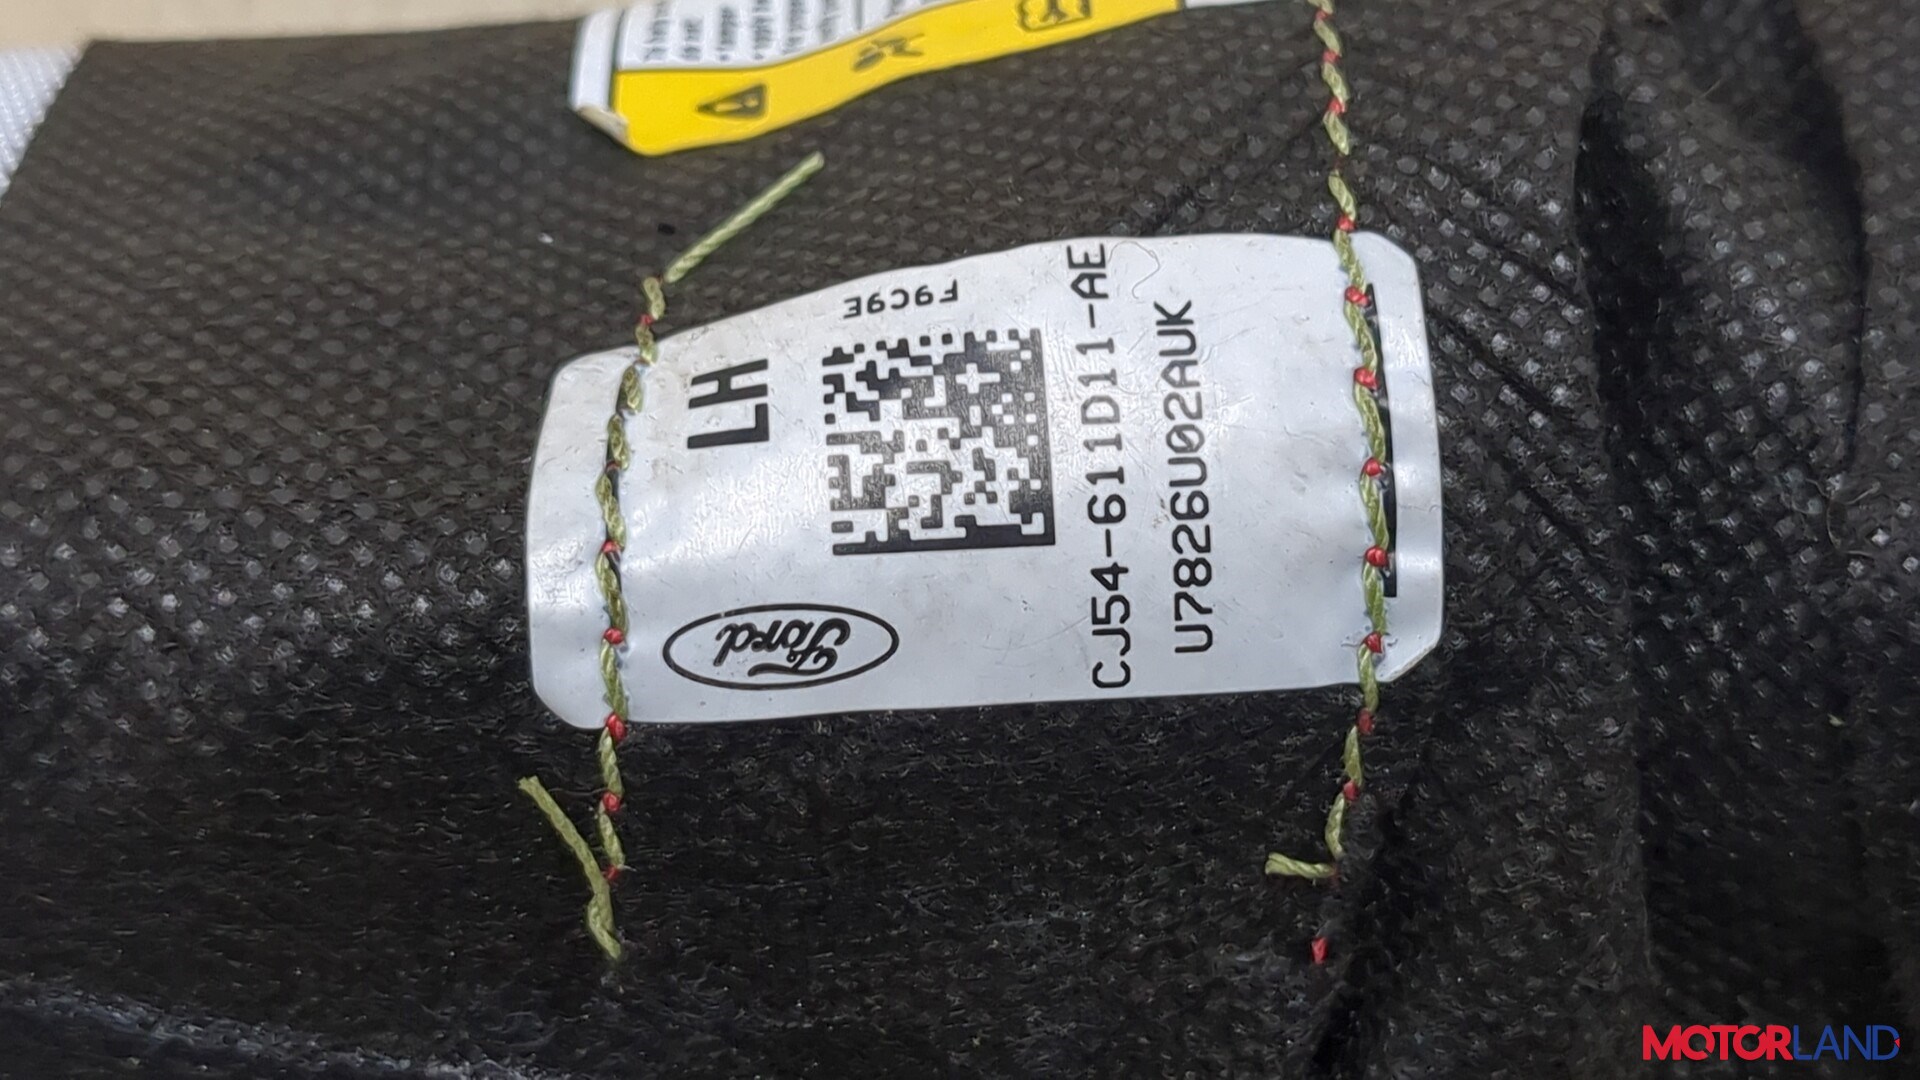 F9C9E
LH
Ford
CJ54-611D11-AE
U7826U02AUK
MOTORLAND